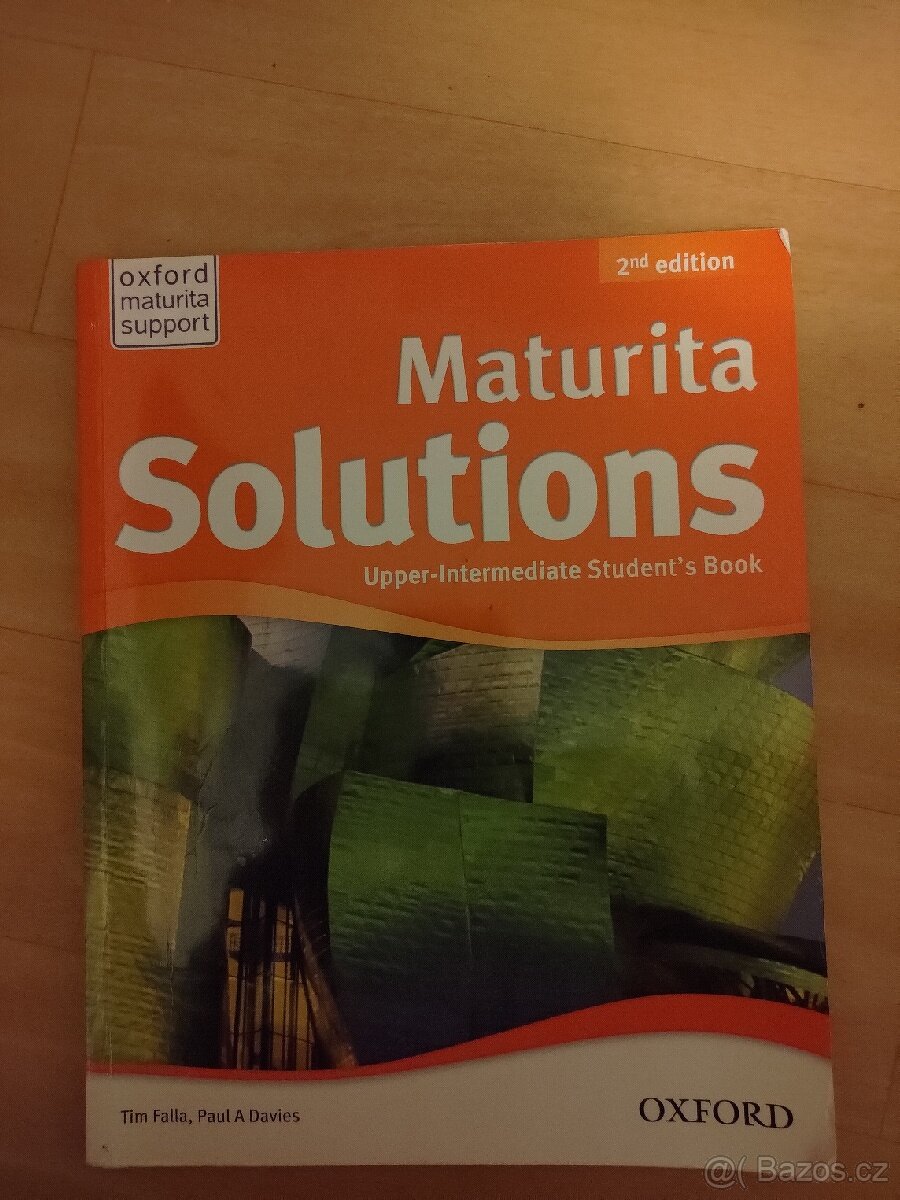 oxford
maturita
support
2nd edition
Maturita
Solutions
Upper-Intermediate Student's Book
Tim Falla, Paul A Davies
OXFORD
@( Bazos.cz